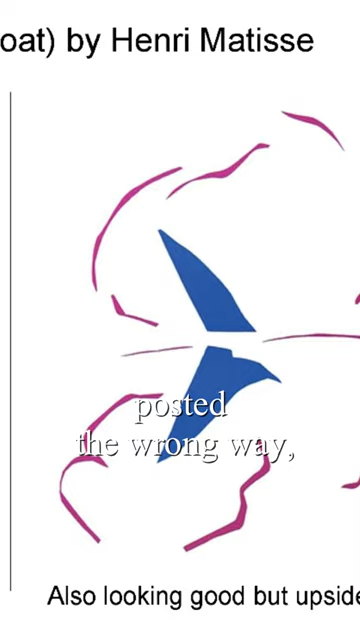 oat) by Henri Matisse
posted
the wrong way,
Also looking good but upside